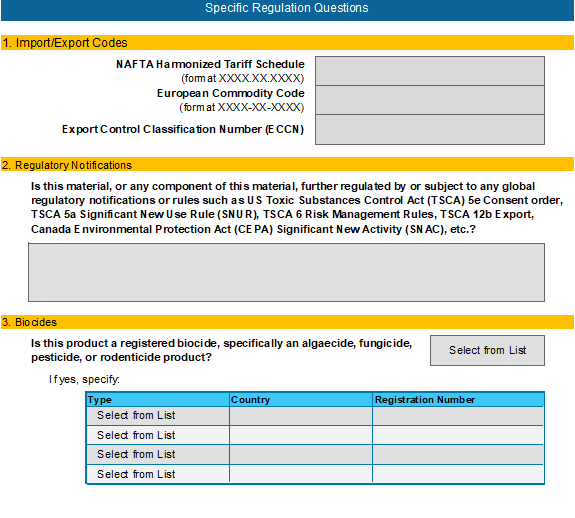 Specific Regulation Questions
1. Import/Export Codes
NAFTA Harmonized Tariff Schedule
(format XXXX.XX.XXXX)
European Commodity Code
(format XXXX-XX-XXXX)
Export Control Classification Number (ECCN)
2. Regulatory Notifications
Is this material, or any component of this material, further regulated by or subject to any global
regulatory notifications or rules such as US Toxic Substances Control Act (TSCA) 5e Consent order,
TSCA 5a Significant New Use Rule (SNUR), TSCA 6 Risk Management Rules, TSCA 12b Export,
Canada Environmental Protection Act (CEPA) Significant New Activity (SNAC), etc.?
3. Biocides
Is this product a registered biocide, specifically an algaecide, fungicide,
pesticide, or rodenticide product?
Select from List
If yes, specify:
Type Country Registration Number
Select from List
Select from List
Select from List
Select from List